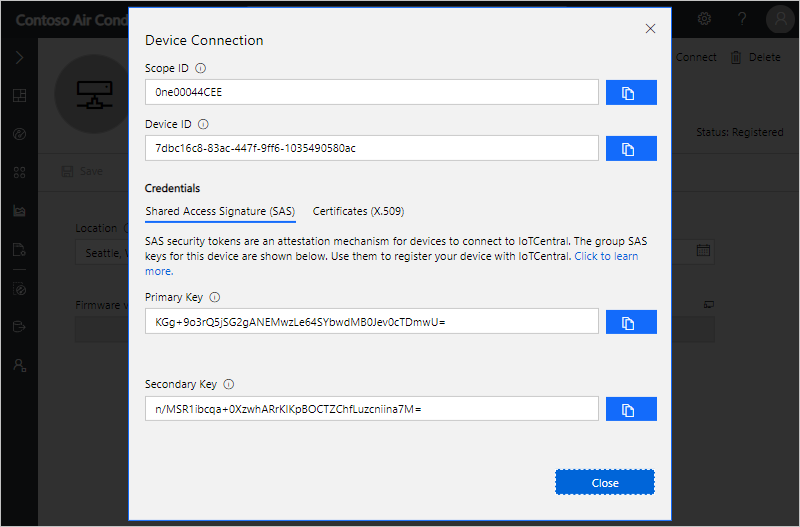 Contoso Air Cond
Device Connection
Connect
Delete
Scope ID
0ne00044CEE
Device ID
Status: Registered
7dbc16c8-83ac-447f-9ff6-1035490580ac
Save
Credentials
Shared Access Signature (SAS)
Certificates (X.509)
Location
SAS security tokens are an attestation mechanism for devices to connect to IoTCentral. The group SAS
keys for this device are shown below. Use them to register your device with IoTCentral. Click to learn
more.
Seattle,
Primary Key
Firmware
KGg+9o3rQ5jSG2gANEMwzLe64SYbwdMB0Jev0cTDmwU=
Secondary Key
n/MSR1ibcqa+0XzwhARrKlKpBOCTZChfLuzcniina7M=
Close